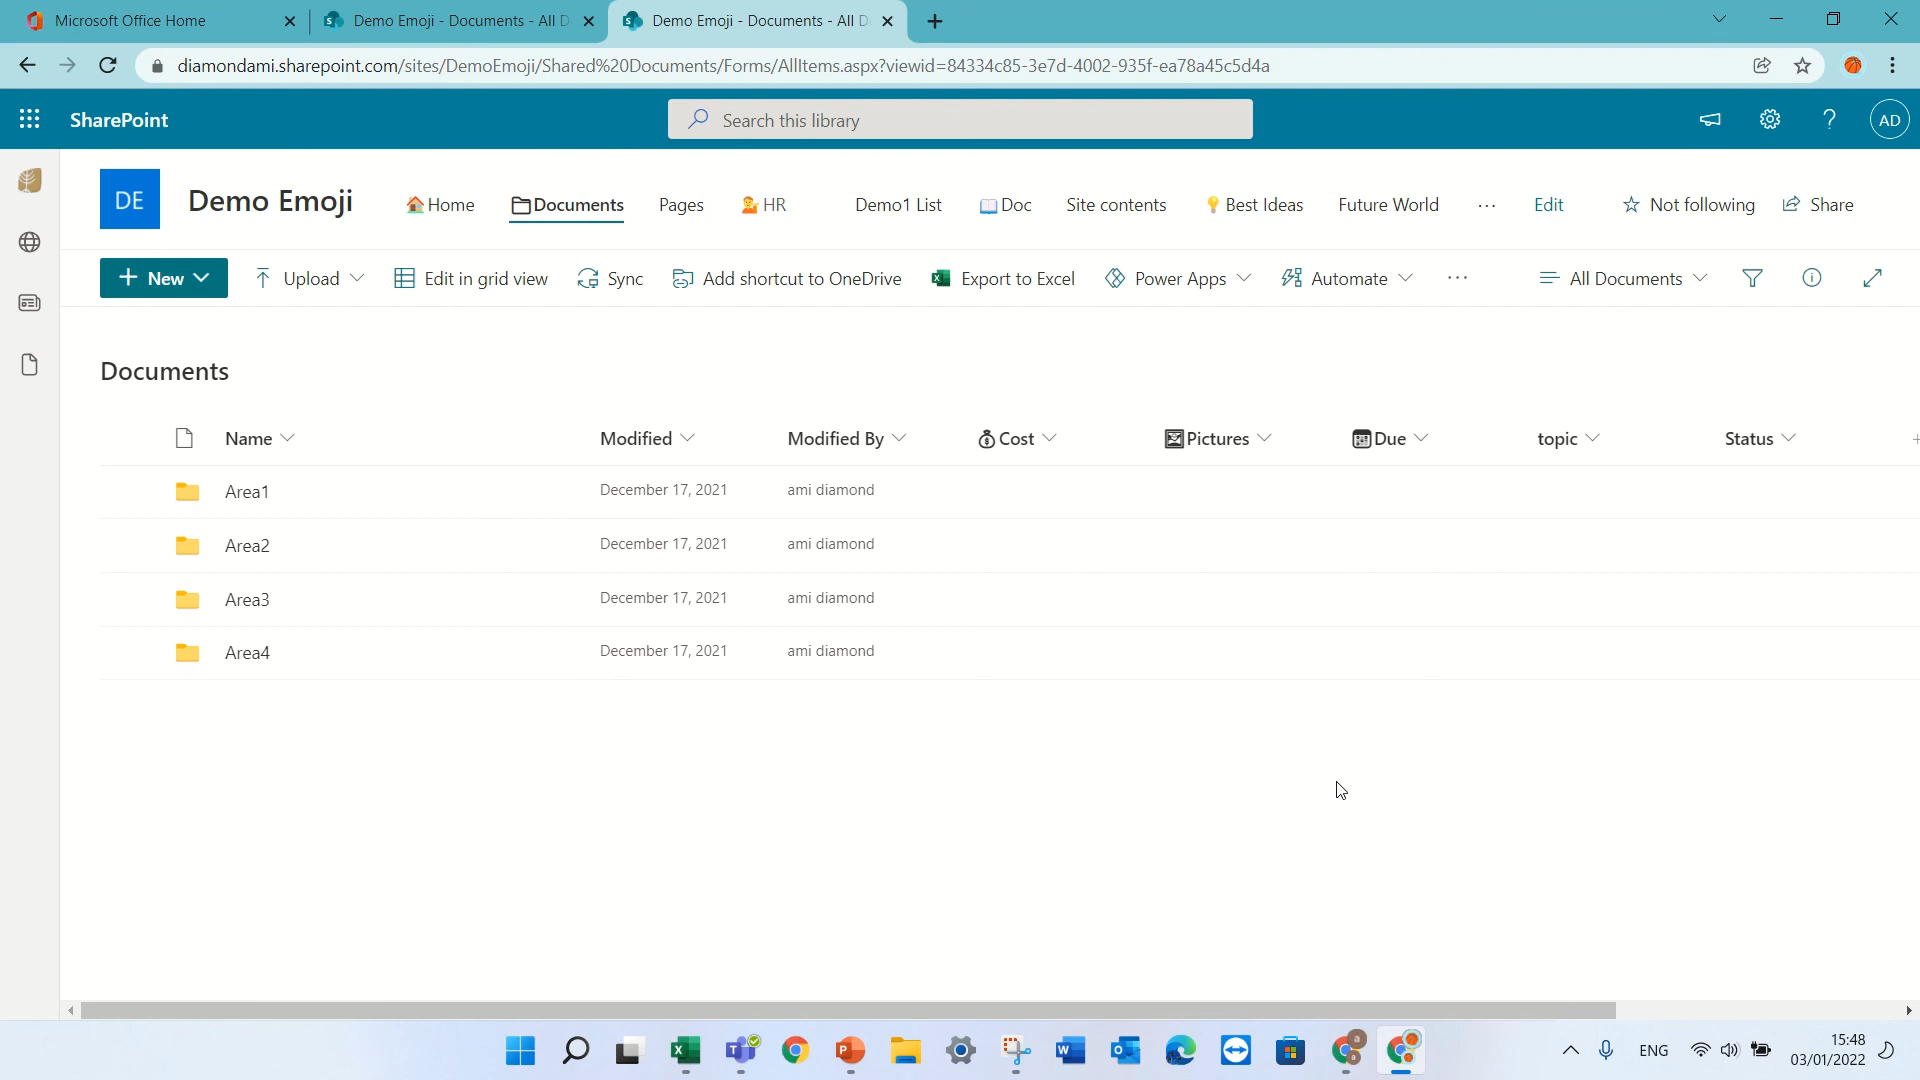 Microsoft Office Home
Demo Emoji - Documents - All D
Demo Emoji - Documents - All D
diamondami.sharepoint.com/sites/DemoEmoji/Shared%20Documents/Forms/AllItems.aspx?viewid=84334c85-3e7d-4002-935f-ea78a45c5d4a
SharePoint
Search this library
AD
DE
Demo Emoji
Home
Documents
Pages
HR
Demo1 List
Doc
Site contents
Best Ideas
Future World
Edit
Not following
Share
New
Upload
Edit in grid view
Sync
Add shortcut to OneDrive
Export to Excel
Power Apps
Automate
All Documents
Documents
Name Modified Modified By Cost Pictures Due topic Status
Area1 December 17, 2021 ami diamond
Area2 December 17, 2021 ami diamond
Area3 December 17, 2021 ami diamond
Area4 December 17, 2021 ami diamond
ENG
15:48
03/01/2022